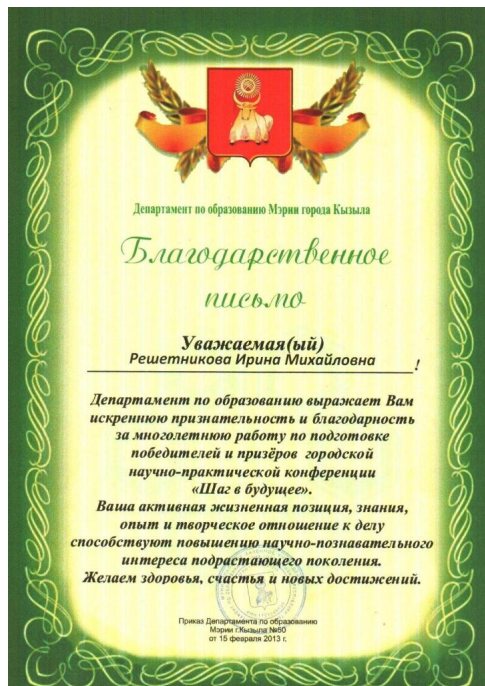 Департамент по образованию Мэрии города Кызыла
Благодарственное
письмо
Уважаемая(ый)
Решетникова Ирина Михайловна
!
Департамент по образованию выражает Вам
искреннюю признательность и благодарность
за многолетнюю работу по подготовке
победителей и призёров городской
научно-практической конференции
«Шаг в будущее».
Ваша активная жизненная позиция, знания,
опыт и творческое отношение к делу
способствуют повышению научно-познавательного
интереса подрастающего поколения.
Желаем здоровья, счастья и новых достижений.
Приказ Департамента по образованию
Мэрии г.Кызыла №50
от 15 февраля 2013 г.